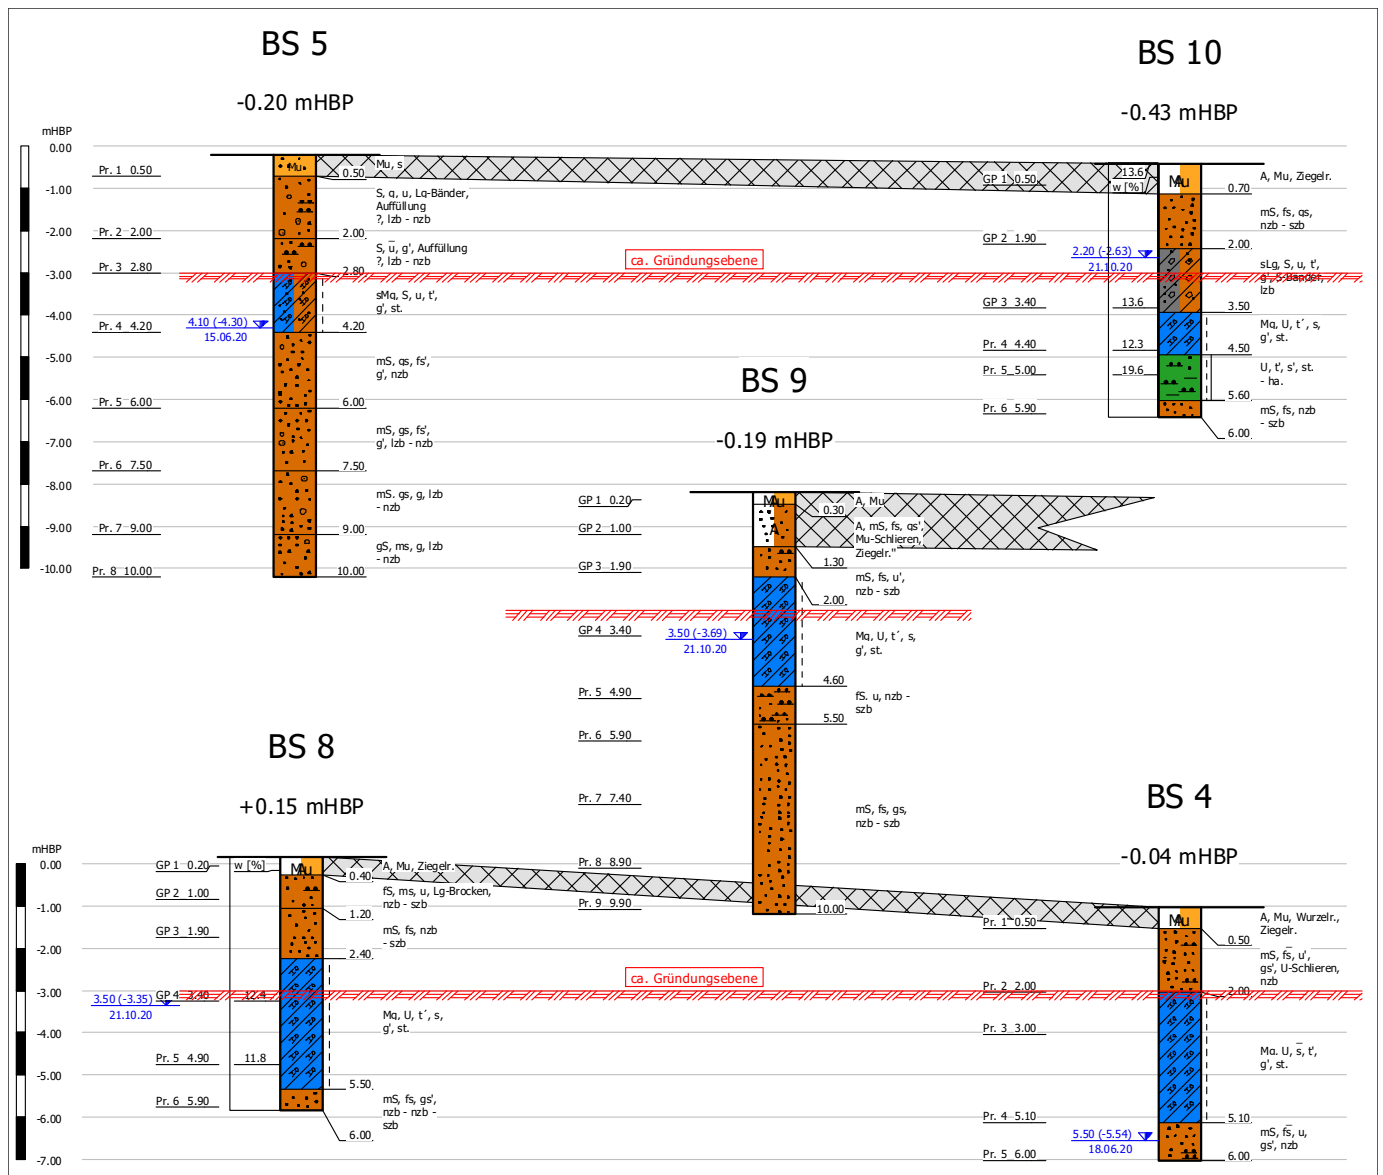 BS 5
-0.20 mHBP
mHBP
0.00
-1.00
-2.00
-3.00
-4.00
-5.00
-6.00
-7.00
-8.00
-9.00
-10.00
Pr. 1 0.50
Pr. 2 2.00
Pr. 3 2.80
Pr. 4 4.20
Pr. 5 6.00
Pr. 6 7.50
Pr. 7 9.00
Pr. 8 10.00
4.10 (-4.30)
15.06.20
Mu
0.50
2.00
2.80
4.20
6.00
7.50
9.00
10.00
Mu, s
S, g, u, Lg-Bänder,
Auffüllung
?, lzb - nzb
S, ū, g', Auffüllung
?, lzb - nzb
sMg, S, u, t',
g', st.
mS, gs, fs',
g', nzb
mS, gs, fs',
g', lzb - nzb
mS. gs, g, lzb
- nzb
gS, ms, g, lzb
- nzb
ca. Gründungsebene
BS 10
-0.43 mHBP
GP 1 0.50
GP 2 1.90
GP 3 3.40
Pr. 4 4.40
Pr. 5 5.00
Pr. 6 5.90
13.6
w [%]
13.6
12.3
19.6
2.20 (-2.63)
21.10.20
Mu
0.70
2.00
3.50
4.50
5.60
6.00
A, Mu, Ziegelr.
mS, fs, gs,
nzb - szb
sLg, S, u, t',
g', S-Bänder,
lzb
Mg, U, t´, s,
g', st.
U, t', s', st.
- ha.
mS, fs, nzb
- szb
BS 9
-0.19 mHBP
GP 1 0.20
GP 2 1.00
GP 3 1.90
GP 4 3.40
Pr. 5 4.90
Pr. 6 5.90
Pr. 7 7.40
Pr. 8 8.90
Pr. 9 9.90
3.50 (-3.69)
21.10.20
Mu
A
0.30
1.30
2.00
4.60
5.50
10.00
A, Mu
A, mS, fs, gs',
Mu-Schlieren,
Ziegelr."
mS, fs, u',
nzb - szb
Mg, U, t´, s,
g', st.
fS. u, nzb -
szb
mS, fs, gs,
nzb - szb
BS 8
+0.15 mHBP
mHBP
0.00
-1.00
-2.00
-3.00
-4.00
-5.00
-6.00
-7.00
GP 1 0.20
GP 2 1.00
GP 3 1.90
GP 4 3.40
Pr. 5 4.90
Pr. 6 5.90
w [%]
12.4
11.8
3.50 (-3.35)
21.10.20
Mu
0.40
1.20
2.40
5.50
6.00
A, Mu, Ziegelr.
fS, ms, u, Lg-Brocken,
nzb - szb
mS, fs, nzb
- szb
Mg, U, t´, s,
g', st.
mS, fs, gs',
nzb - nzb -
szb
ca. Gründungsebene
BS 4
-0.04 mHBP
Pr. 1 0.50
Pr. 2 2.00
Pr. 3 3.00
Pr. 4 5.10
Pr. 5 6.00
5.50 (-5.54)
18.06.20
Mu
0.50
2.00
5.10
6.00
A, Mu, Wurzelr.,
Ziegelr.
mS, fs̄, u',
gs', U-Schlieren,
nzb
Mg. U, s̄, t',
g', st.
mS, fs̄, u,
gs', nzb